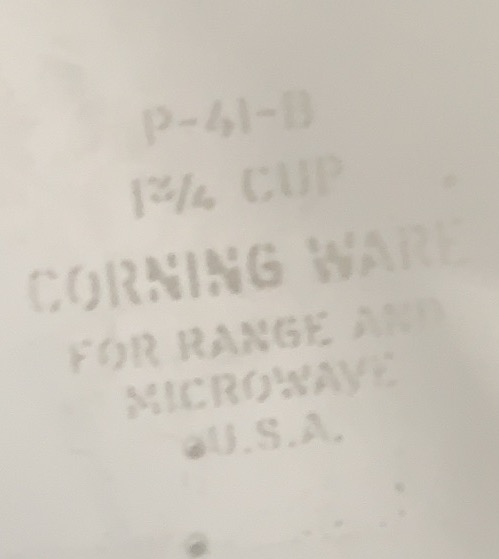 P-41-B
1¾ CUP
CORNING WARE
FOR RANGE AND
MICROWAVE
U.S.A.